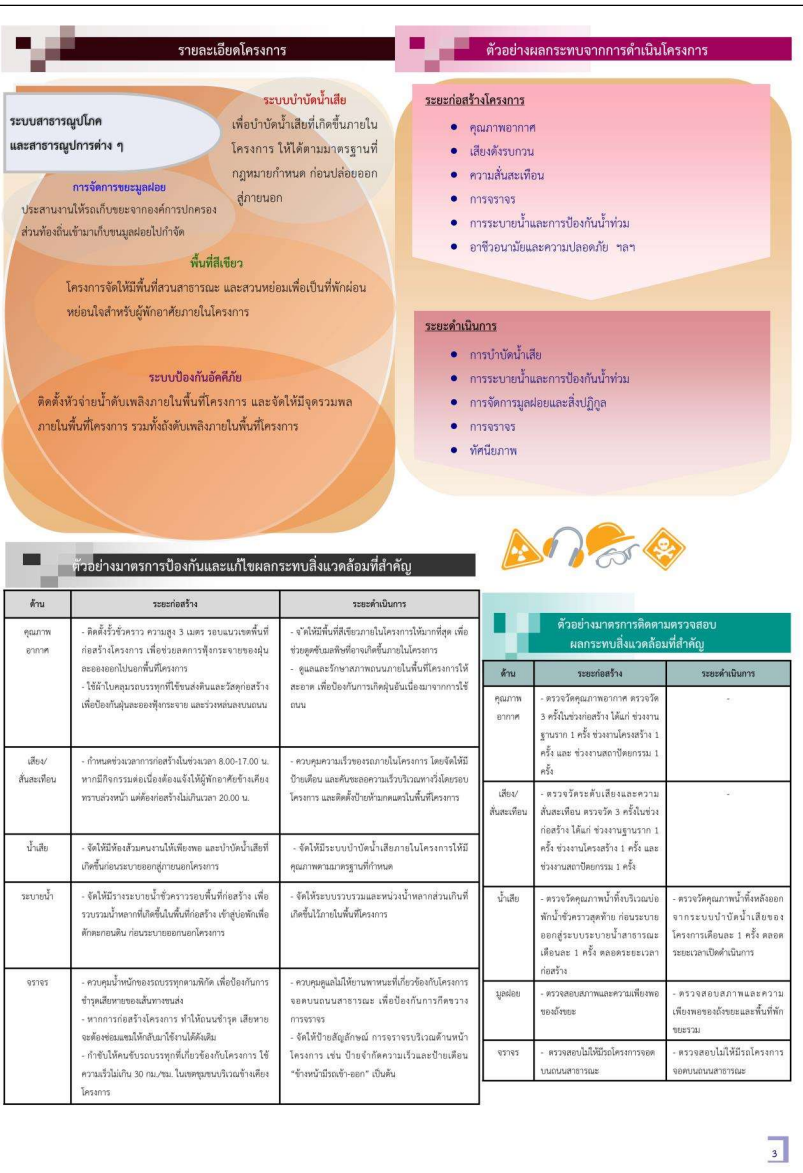 รายละเอียดโครงการ
ระบบสาธารณูปโภค
และสาธารณูปการต่าง ๆ
ระบบบำบัดน้ำเสีย
เพื่อบำบัดน้ำเสียที่เกิดขึ้นภายใน
โครงการ ให้ได้ตามมาตรฐานที่
กฎหมายกำหนด ก่อนปล่อยออก
สู่ภายนอก
การจัดการขยะมูลฝอย
ประสานงานให้รถเก็บขยะจากองค์การปกครอง
ส่วนท้องถิ่นเข้ามาเก็บขนมูลฝอยไปกำจัด
พื้นที่สีเขียว
โครงการจัดให้มีพื้นที่สวนสาธารณะ และสวนหย่อมเพื่อเป็นที่พักผ่อน
หย่อนใจสำหรับผู้พักอาศัยภายในโครงการ
ระบบป้องกันอัคคีภัย
ติดตั้งหัวจ่ายน้ำดับเพลิงภายในพื้นที่โครงการ และจัดให้มีจุดรวมพล
ภายในพื้นที่โครงการ รวมทั้งถังดับเพลิงภายในพื้นที่โครงการ
ตัวอย่างผลกระทบจากการดำเนินโครงการ
ระยะก่อสร้างโครงการ
● คุณภาพอากาศ
● เสียงดังรบกวน
● ความสั่นสะเทือน
● การจราจร
● การระบายน้ำและการป้องกันน้ำท่วม
● อาชีวอนามัยและความปลอดภัย ฯลฯ
ระยะดำเนินการ
● การบำบัดน้ำเสีย
● การระบายน้ำและการป้องกันน้ำท่วม
● การจัดการมูลฝอยและสิ่งปฏิกูล
● การจราจร
● ทัศนียภาพ
ตัวอย่างมาตรการป้องกันและแก้ไขผลกระทบสิ่งแวดล้อมที่สำคัญ
ด้าน ระยะก่อสร้าง ระยะดำเนินการ
คุณภาพ
อากาศ
- ติดตั้งรั้วชั่วคราว ความสูง 3 เมตร รอบแนวเขตพื้นที่
ก่อสร้างโครงการ เพื่อช่วยลดการฟุ้งกระจายของฝุ่น
ละอองออกไปนอกพื้นที่โครงการ
- ใช้ผ้าใบคลุมรถบรรทุกที่ใช้ขนส่งดินและวัสดุก่อสร้าง
เพื่อป้องกันฝุ่นละอองฟุ้งกระจาย และร่วงหล่นลงบนถนน
- จัดให้มีพื้นที่สีเขียวภายในโครงการให้มากที่สุด เพื่อ
ช่วยดูดซับมลพิษที่อาจเกิดขึ้นภายในโครงการ
- ดูแลและรักษาสภาพถนนภายในพื้นที่โครงการให้
สะอาด เพื่อป้องกันการเกิดฝุ่นอันเนื่องมาจากการใช้
ถนน
เสียง/
สั่นสะเทือน
- กำหนดช่วงเวลาการก่อสร้างในช่วงเวลา 8.00-17.00 น.
หากมีกิจกรรมต่อเนื่องต้องแจ้งให้ผู้พักอาศัยข้างเคียง
ทราบล่วงหน้า แต่ต้องก่อสร้างไม่เกินเวลา 20.00 น.
- ควบคุมความเร็วของรถภายในโครงการ โดยจัดให้มี
ป้ายเตือน และคันชะลอความเร็วบริเวณทางวิ่งโดยรอบ
โครงการ และติดตั้งป้ายห้ามกดแตรในพื้นที่โครงการ
น้ำเสีย
- จัดให้มีห้องส้วมคนงานให้เพียงพอ และบำบัดน้ำเสียที่
เกิดขึ้นก่อนระบายออกสู่ภายนอกโครงการ
- จัดให้มีระบบบำบัดน้ำเสียภายในโครงการให้มี
คุณภาพตามมาตรฐานที่กำหนด
ระบายน้ำ
- จัดให้มีรางระบายน้ำชั่วคราวรอบพื้นที่ก่อสร้าง เพื่อ
รวบรวมน้ำหลากที่เกิดขึ้นในพื้นที่ก่อสร้าง เข้าสู่บ่อพักเพื่อ
ดักตะกอนดิน ก่อนระบายออกนอกโครงการ
- จัดให้ระบบรวบรวมและหน่วงน้ำหลากส่วนเกินที่
เกิดขึ้นไว้ภายในพื้นที่โครงการ
จราจร
- ควบคุมน้ำหนักของรถบรรทุกตามพิกัด เพื่อป้องกันการ
ชำรุดเสียหายของเส้นทางขนส่ง
- หากการก่อสร้างโครงการ ทำให้ถนนชำรุด เสียหาย
จะต้องซ่อมแซมให้กลับมาใช้งานได้ดังเดิม
- กำชับให้คนขับรถบรรทุกที่เกี่ยวข้องกับโครงการ ใช้
ความเร็วไม่เกิน 30 กม./ชม. ในเขตชุมชนบริเวณข้างเคียง
โครงการ
- ควบคุมดูแลไม่ให้ยานพาหนะที่เกี่ยวข้องกับโครงการ
จอดบนถนนสาธารณะ เพื่อป้องกันการกีดขวาง
การจราจร
- จัดให้ป้ายสัญลักษณ์ การจราจรบริเวณด้านหน้า
โครงการ เช่น ป้ายจำกัดความเร็วและป้ายเตือน
“ข้างหน้ามีรถเข้า-ออก” เป็นต้น
ตัวอย่างมาตรการติดตามตรวจสอบ
ผลกระทบสิ่งแวดล้อมที่สำคัญ
ด้าน ระยะก่อสร้าง ระยะดำเนินการ
คุณภาพ
อากาศ
- ตรวจวัดคุณภาพอากาศ ตรวจวัด
3 ครั้งในช่วงก่อสร้าง ได้แก่ ช่วงงาน
ฐานราก 1 ครั้ง ช่วงงานโครงสร้าง 1
ครั้ง และ ช่วงงานสถาปัตยกรรม 1
ครั้ง
-
เสียง/
สั่นสะเทือน
- ตรวจวัดระดับเสียงและความ
สั่นสะเทือน ตรวจวัด 3 ครั้งในช่วง
ก่อสร้าง ได้แก่ ช่วงงานฐานราก 1
ครั้ง ช่วงงานโครงสร้าง 1 ครั้ง และ
ช่วงงานสถาปัตยกรรม 1 ครั้ง
-
น้ำเสีย
- ตรวจวัดคุณภาพน้ำทิ้งบริเวณบ่อ
พักน้ำชั่วคราวสุดท้าย ก่อนระบาย
ออกสู่ระบบระบายน้ำสาธารณะ
เดือนละ 1 ครั้ง ตลอดระยะเวลา
ก่อสร้าง
- ตรวจวัดคุณภาพน้ำทิ้งหลังออก
จากระบบบำบัดน้ำเสียของ
โครงการเดือนละ 1 ครั้ง ตลอด
ระยะเวลาเปิดดำเนินการ
มูลฝอย
- ตรวจสอบสภาพและความเพียงพอ
ของถังขยะ
- ตรวจสอบสภาพและความ
เพียงพอของถังขยะและพื้นที่พัก
ขยะรวม
จราจร
- ตรวจสอบไม่ให้มีรถโครงการจอด
บนถนนสาธารณะ
- ตรวจสอบไม่ให้มีรถโครงการ
จอดบนถนนสาธารณะ
3